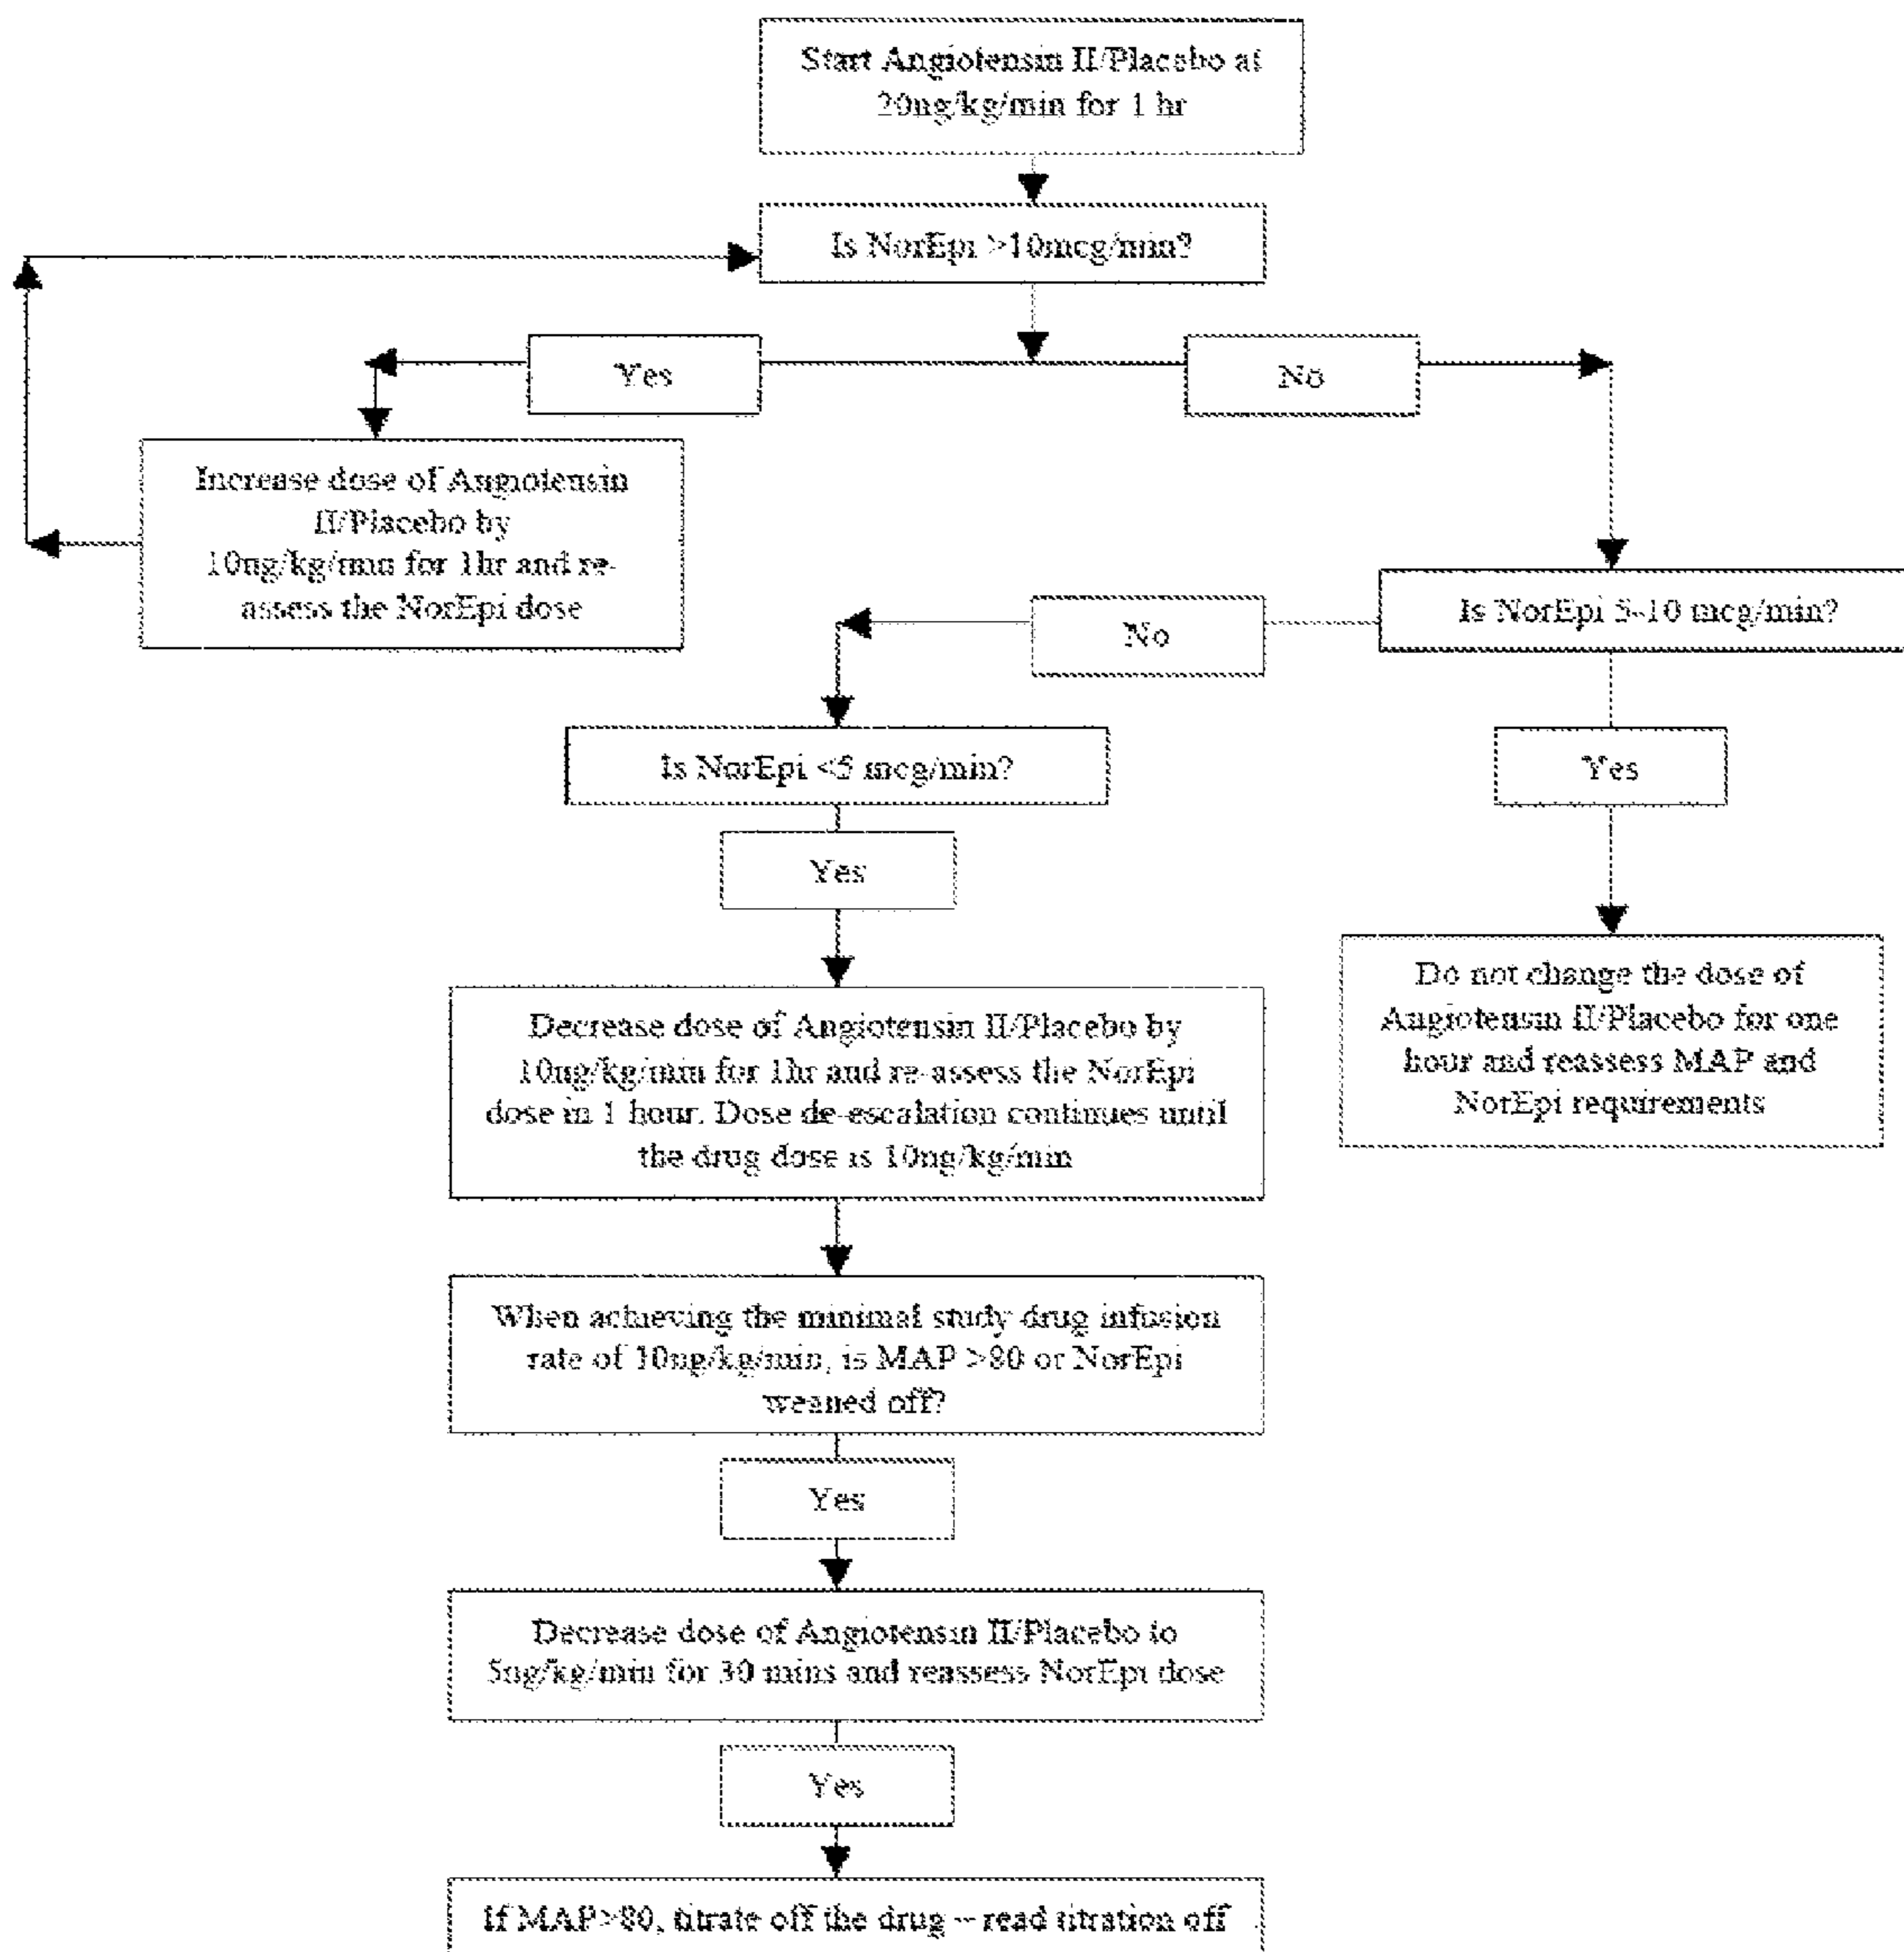 Start Angiotensin II/Placebo at
20ng/kg/min for 1 hr
Is NorEpi >10mcg/min?
Yes
No
Increase dose of Angiotensin
II/Placebo by
10ng/kg/min for 1hr and re-
assess the NorEpi dose
Is NorEpi 5-10 mcg/min?
No
Is NorEpi <5 mcg/min?
Yes
Yes
Do not change the dose of
Angiotensin II/Placebo for one
hour and reassess MAP and
NorEpi requirements
Decrease dose of Angiotensin II/Placebo by
10ng/kg/min for 1hr and re-assess the NorEpi
dose in 1 hour. Dose de-escalation continues until
the drug dose is 10ng/kg/min
When achieving the minimal study drug infusion
rate of 10ng/kg/min, is MAP >80 or NorEpi
weaned off?
Yes
Decrease dose of Angiotensin II/Placebo to
5ng/kg/min for 30 mins and reassess NorEpi dose
Yes
If MAP>80, titrate off the drug – read titration off